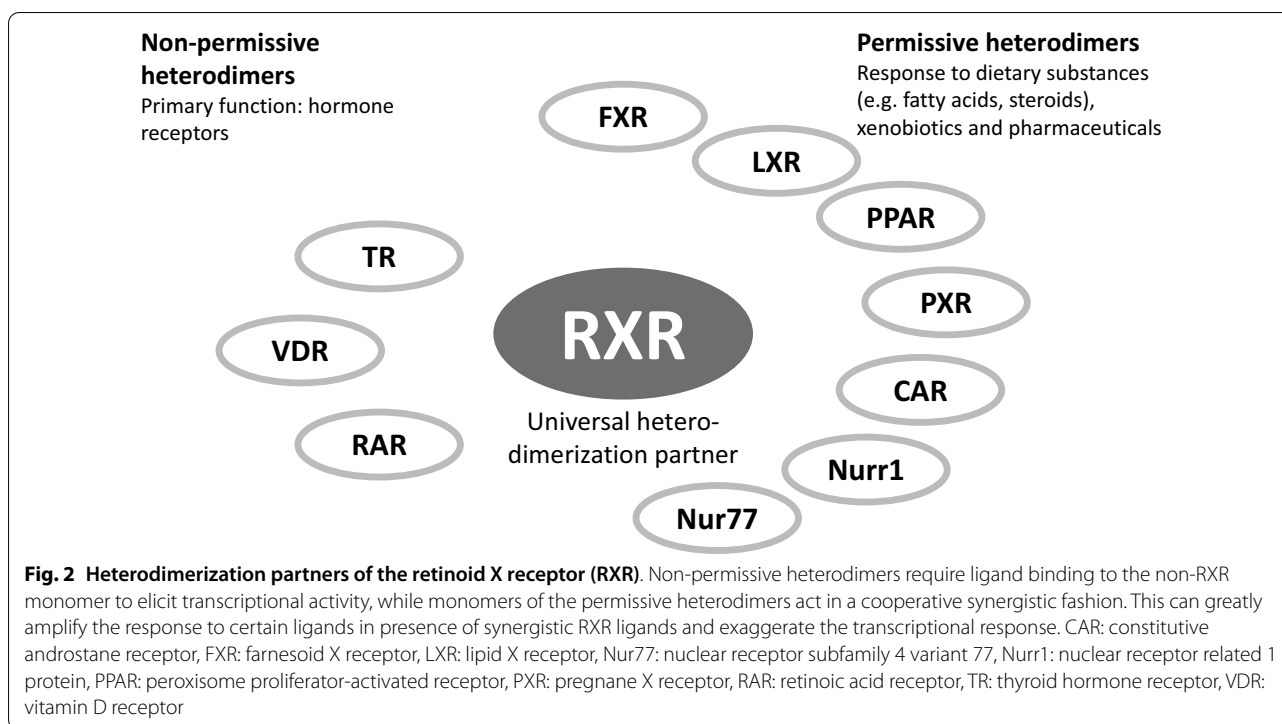 Non-permissive
heterodimers
Primary function: hormone
receptors
Permissive heterodimers
Response to dietary substances
(e.g. fatty acids, steroids),
xenobiotics and pharmaceuticals
FXR
LXR
PPAR
TR
PXR
RXR
VDR
CAR
Universal hetero-
dimerization partner
RAR
Nurr1
Nur77
Fig. 2 Heterodimerization partners of the retinoid X receptor (RXR). Non-permissive heterodimers require ligand binding to the non-RXR
monomer to elicit transcriptional activity, while monomers of the permissive heterodimers act in a cooperative synergistic fashion. This can greatly
amplify the response to certain ligands in presence of synergistic RXR ligands and exaggerate the transcriptional response. CAR: constitutive
androstane receptor, FXR: farnesoid X receptor, LXR: lipid X receptor, Nur77: nuclear receptor subfamily 4 variant 77, Nurr1: nuclear receptor related 1
protein, PPAR: peroxisome proliferator-activated receptor, PXR: pregnane X receptor, RAR: retinoic acid receptor, TR: thyroid hormone receptor, VDR:
vitamin D receptor